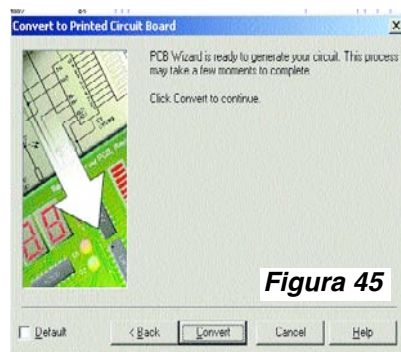 Convert to Printed Circuit Board
PCB Wizard is ready to generate your circuit. This process
may take a few moments to complete.
Click Convert to continue.
Figura 45
Default
< Back
Convert
Cancel
Help